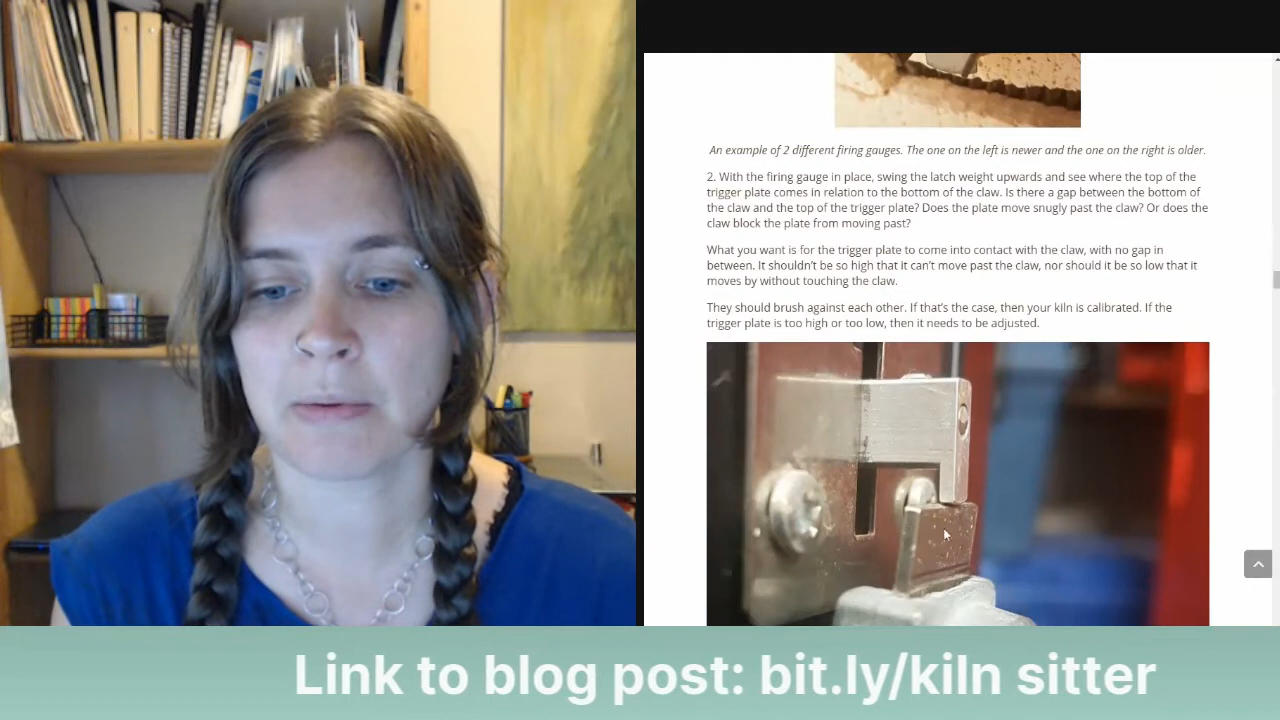 An example of 2 different firing gauges. The one on the left is newer and the one on the right is older.
2. With the firing gauge in place, swing the latch weight upwards and see where the top of the
trigger plate comes in relation to the bottom of the claw. Is there a gap between the bottom of
the claw and the top of the trigger plate? Does the plate move snugly past the claw? Or does the
claw block the plate from moving past?
What you want is for the trigger plate to come into contact with the claw, with no gap in
between. It shouldn't be so high that it can't move past the claw, nor should it be so low that it
moves by without touching the claw.
They should brush against each other. If that's the case, then your kiln is calibrated. If the
trigger plate is too high or too low, then it needs to be adjusted.
Link to blog post: bit.ly/kiln sitter